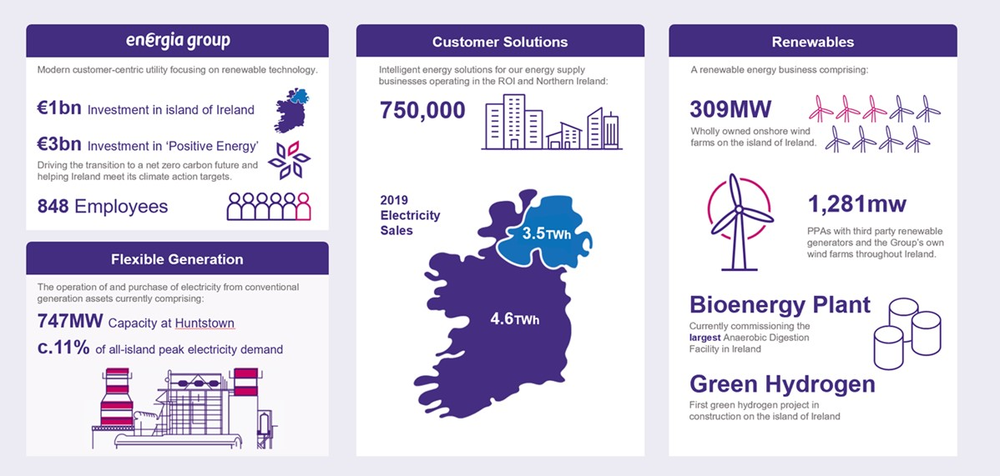 energia group
Modern customer-centric utility focusing on renewable technology.
€1bn Investment in island of Ireland
€3bn Investment in ‘Positive Energy’
Driving the transition to a net zero carbon future and
helping Ireland meet its climate action targets.
848 Employees
Flexible Generation
The operation of and purchase of electricity from conventional
generation assets currently comprising:
747MW Capacity at Huntstown
c.11% of all-island peak electricity demand
Customer Solutions
Intelligent energy solutions for our energy supply
businesses operating in the ROI and Northern Ireland:
750,000
2019
Electricity
Sales
3.5TWh
4.6TWh
Renewables
A renewable energy business comprising:
309MW
Wholly owned onshore wind
farms on the island of Ireland.
1,281mw
PPAs with third party renewable
generators and the Group’s own
wind farms throughout Ireland.
Bioenergy Plant
Currently commissioning the
largest Anaerobic Digestion
Facility in Ireland
Green Hydrogen
First green hydrogen project in
construction on the island of Ireland